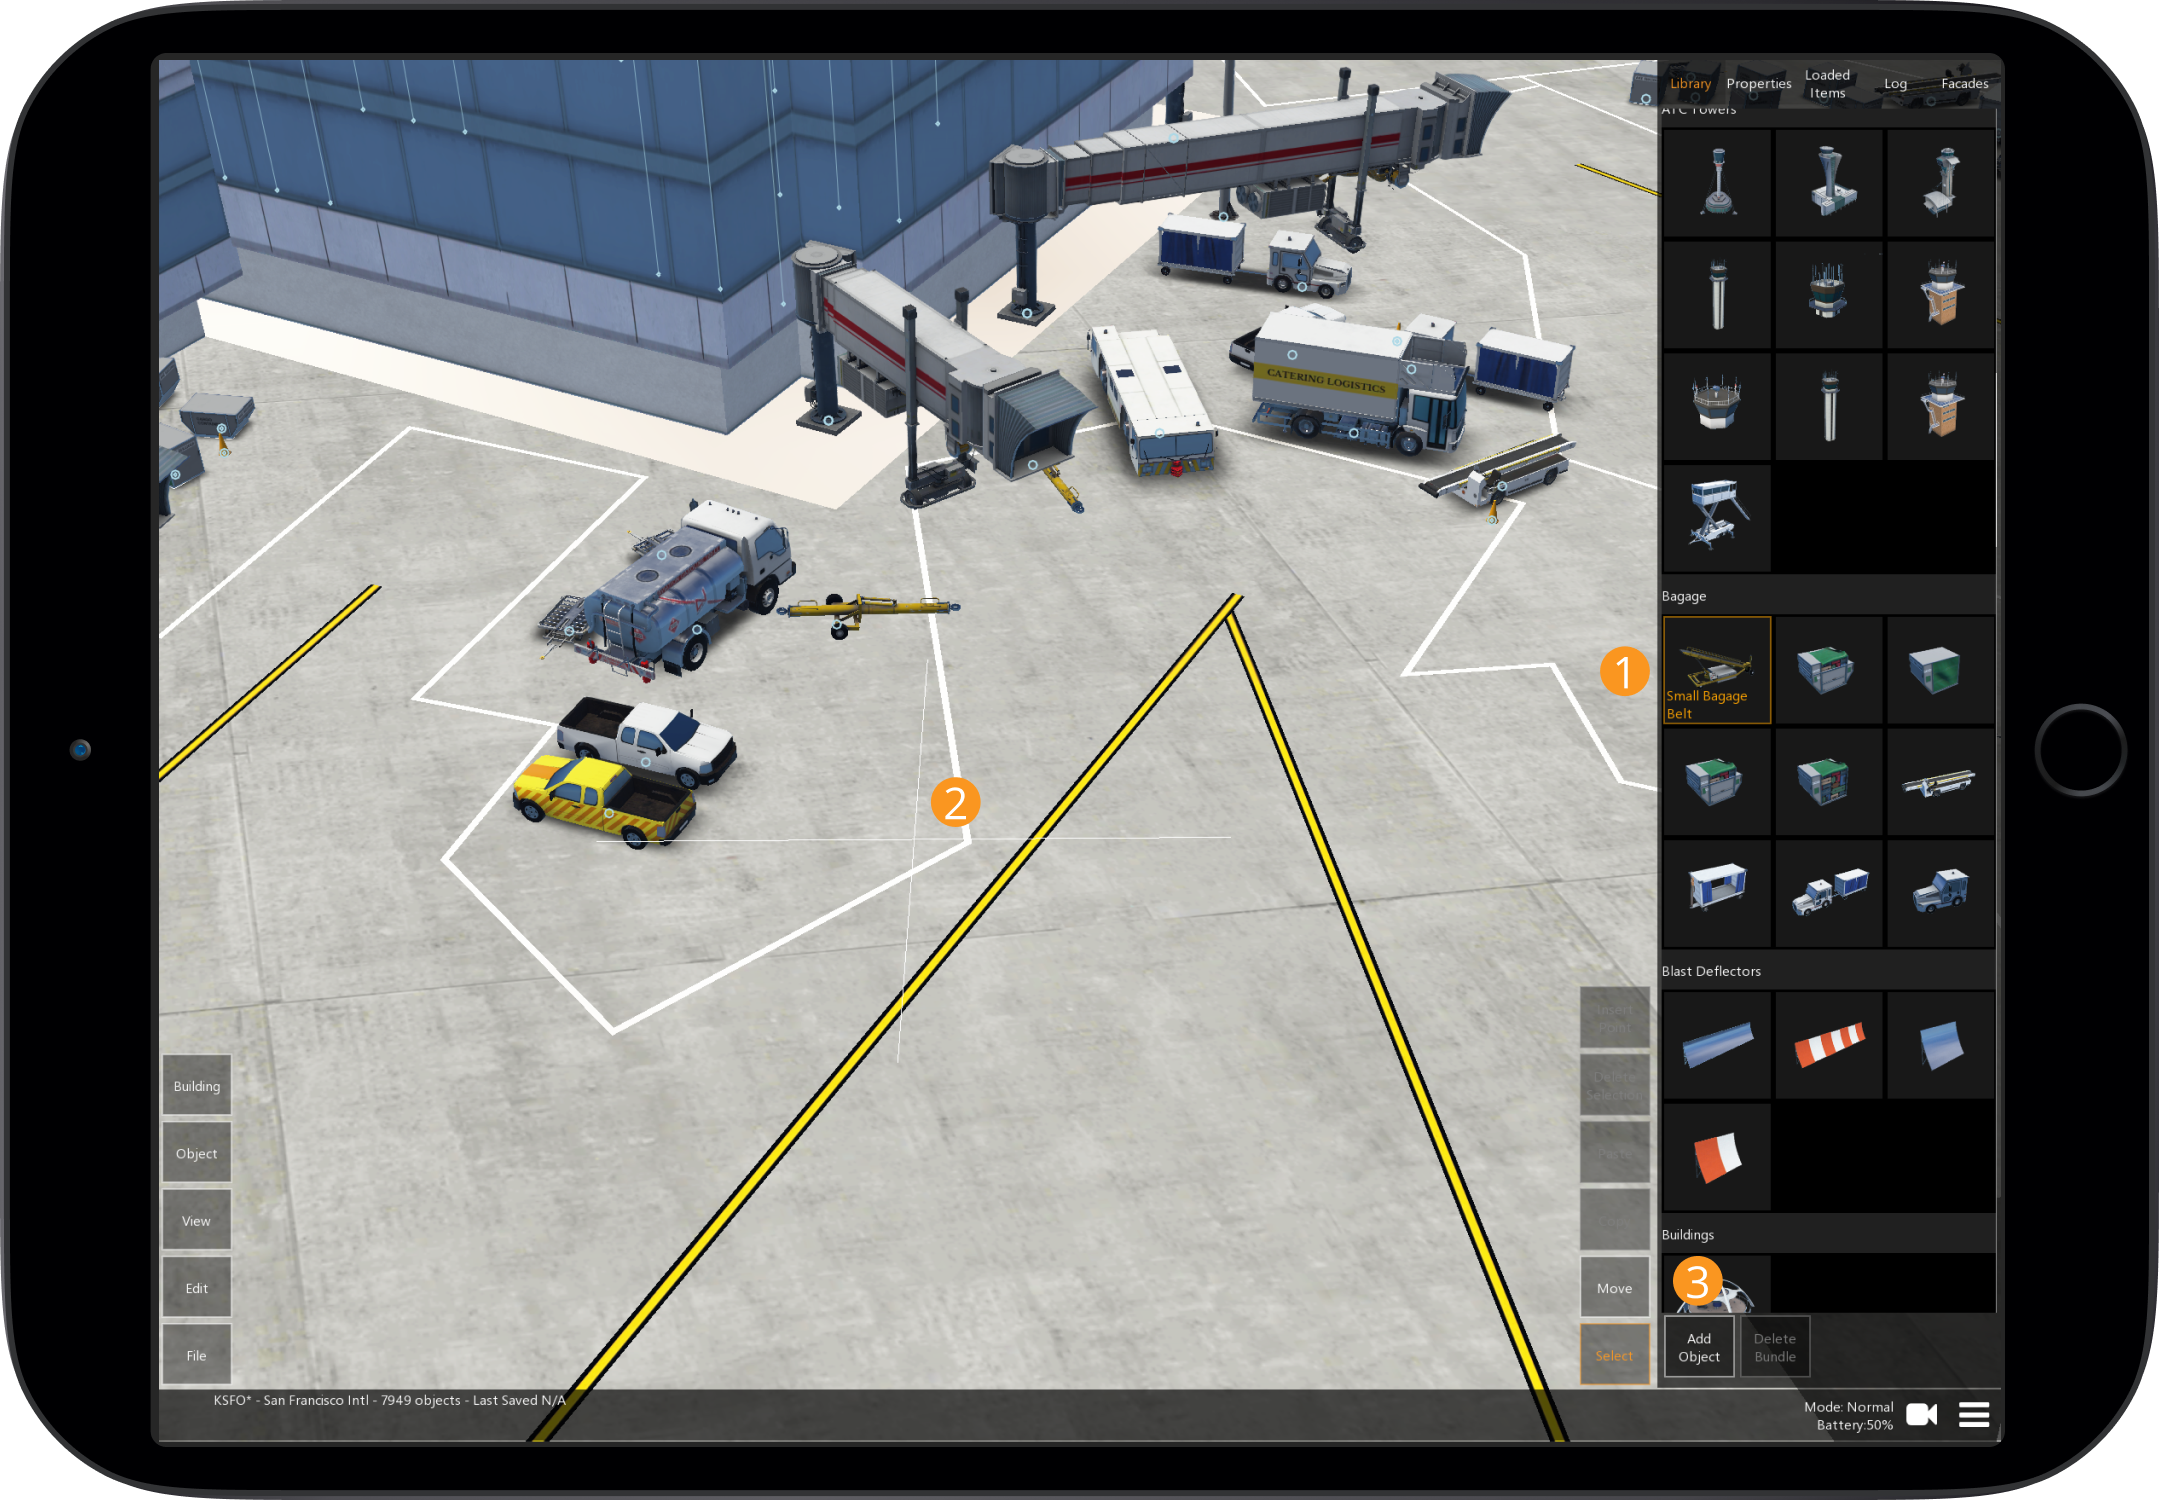 Library
Properties
Loaded
Items
Log
Facades
ATC Towers
CATERING LOGISTICS
Bagage
1
Small Bagage
Belt
2
Blast Deflectors
Insert
Point
Delete
Selection
Building
Object
View
Edit
File
Paste
Copy
Move
Select
Buildings
3
Add
Object
Delete
Bundle
KSFO* - San Francisco Intl - 7949 objects - Last Saved N/A
Mode: Normal
Battery:50%